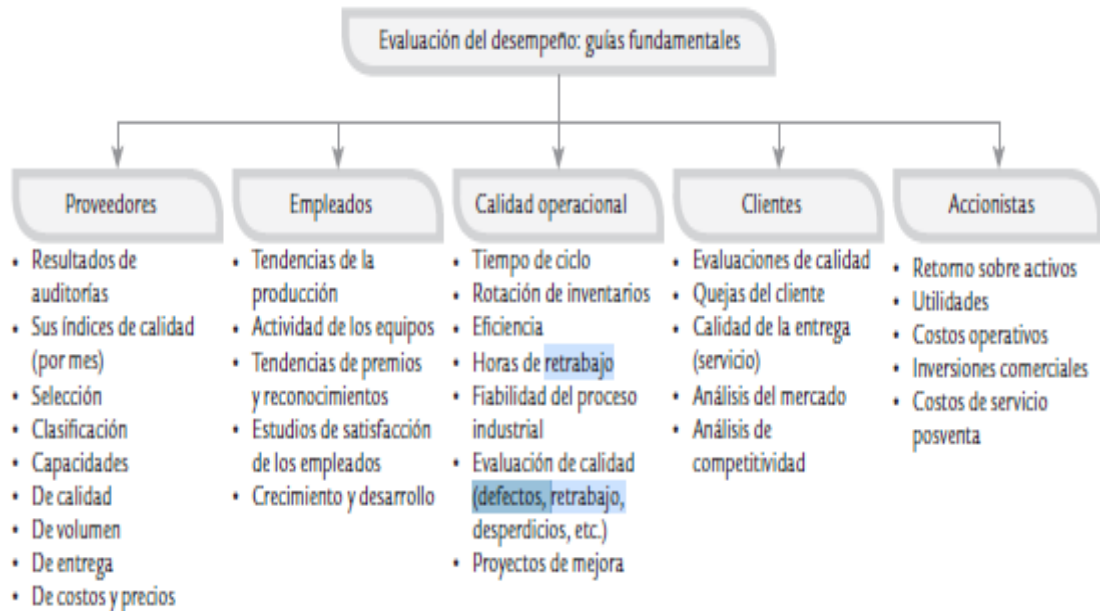 Evaluación del desempeño: guías fundamentales
Proveedores
• Resultados de
auditorías
• Sus índices de calidad
(por mes)
• Selección
• Clasificación
• Capacidades
• De calidad
• De volumen
• De entrega
• De costos y precios
Empleados
• Tendencias de la
producción
• Actividad de los equipos
• Tendencias de premios
y reconocimientos
• Estudios de satisfacción
de los empleados
• Crecimiento y desarrollo
Calidad operacional
• Tiempo de ciclo
• Rotación de inventarios
• Eficiencia
• Horas de retrabajo
• Fiabilidad del proceso
industrial
• Evaluación de calidad
(defectos, retrabajo,
desperdicios, etc.)
• Proyectos de mejora
Clientes
• Evaluaciones de calidad
• Quejas del cliente
• Calidad de la entrega
(servicio)
• Análisis del mercado
• Análisis de
competitividad
Accionistas
• Retorno sobre activos
• Utilidades
• Costos operativos
• Inversiones comerciales
• Costos de servicio
posventa